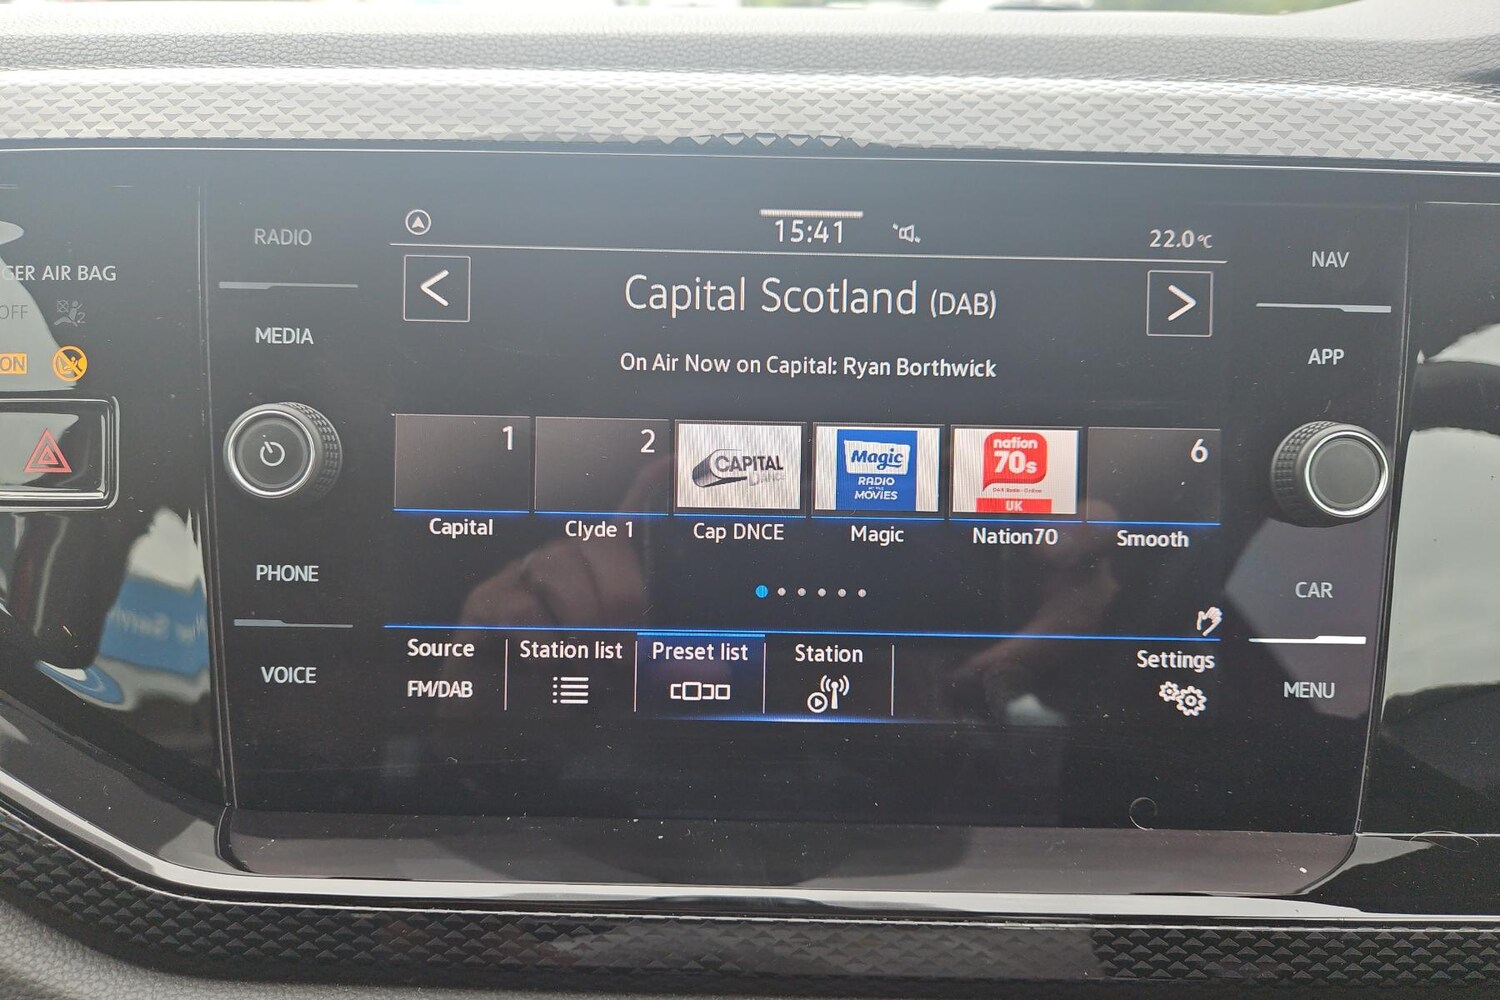 15:41
22.0°C
RADIO
MEDIA
PHONE
VOICE
GER AIR BAG
OFF
2
ON
Capital Scotland (DAB)
On Air Now on Capital: Ryan Borthwick
1
2
CAPITAL
DANCE
Magic
RADIO
MOVIES
nation
70s
UK
6
Capital
Clyde 1
Cap DNCE
Magic
Nation70
Smooth
Source
FM/DAB
Station list
Preset list
Station
Settings
NAV
APP
CAR
MENU